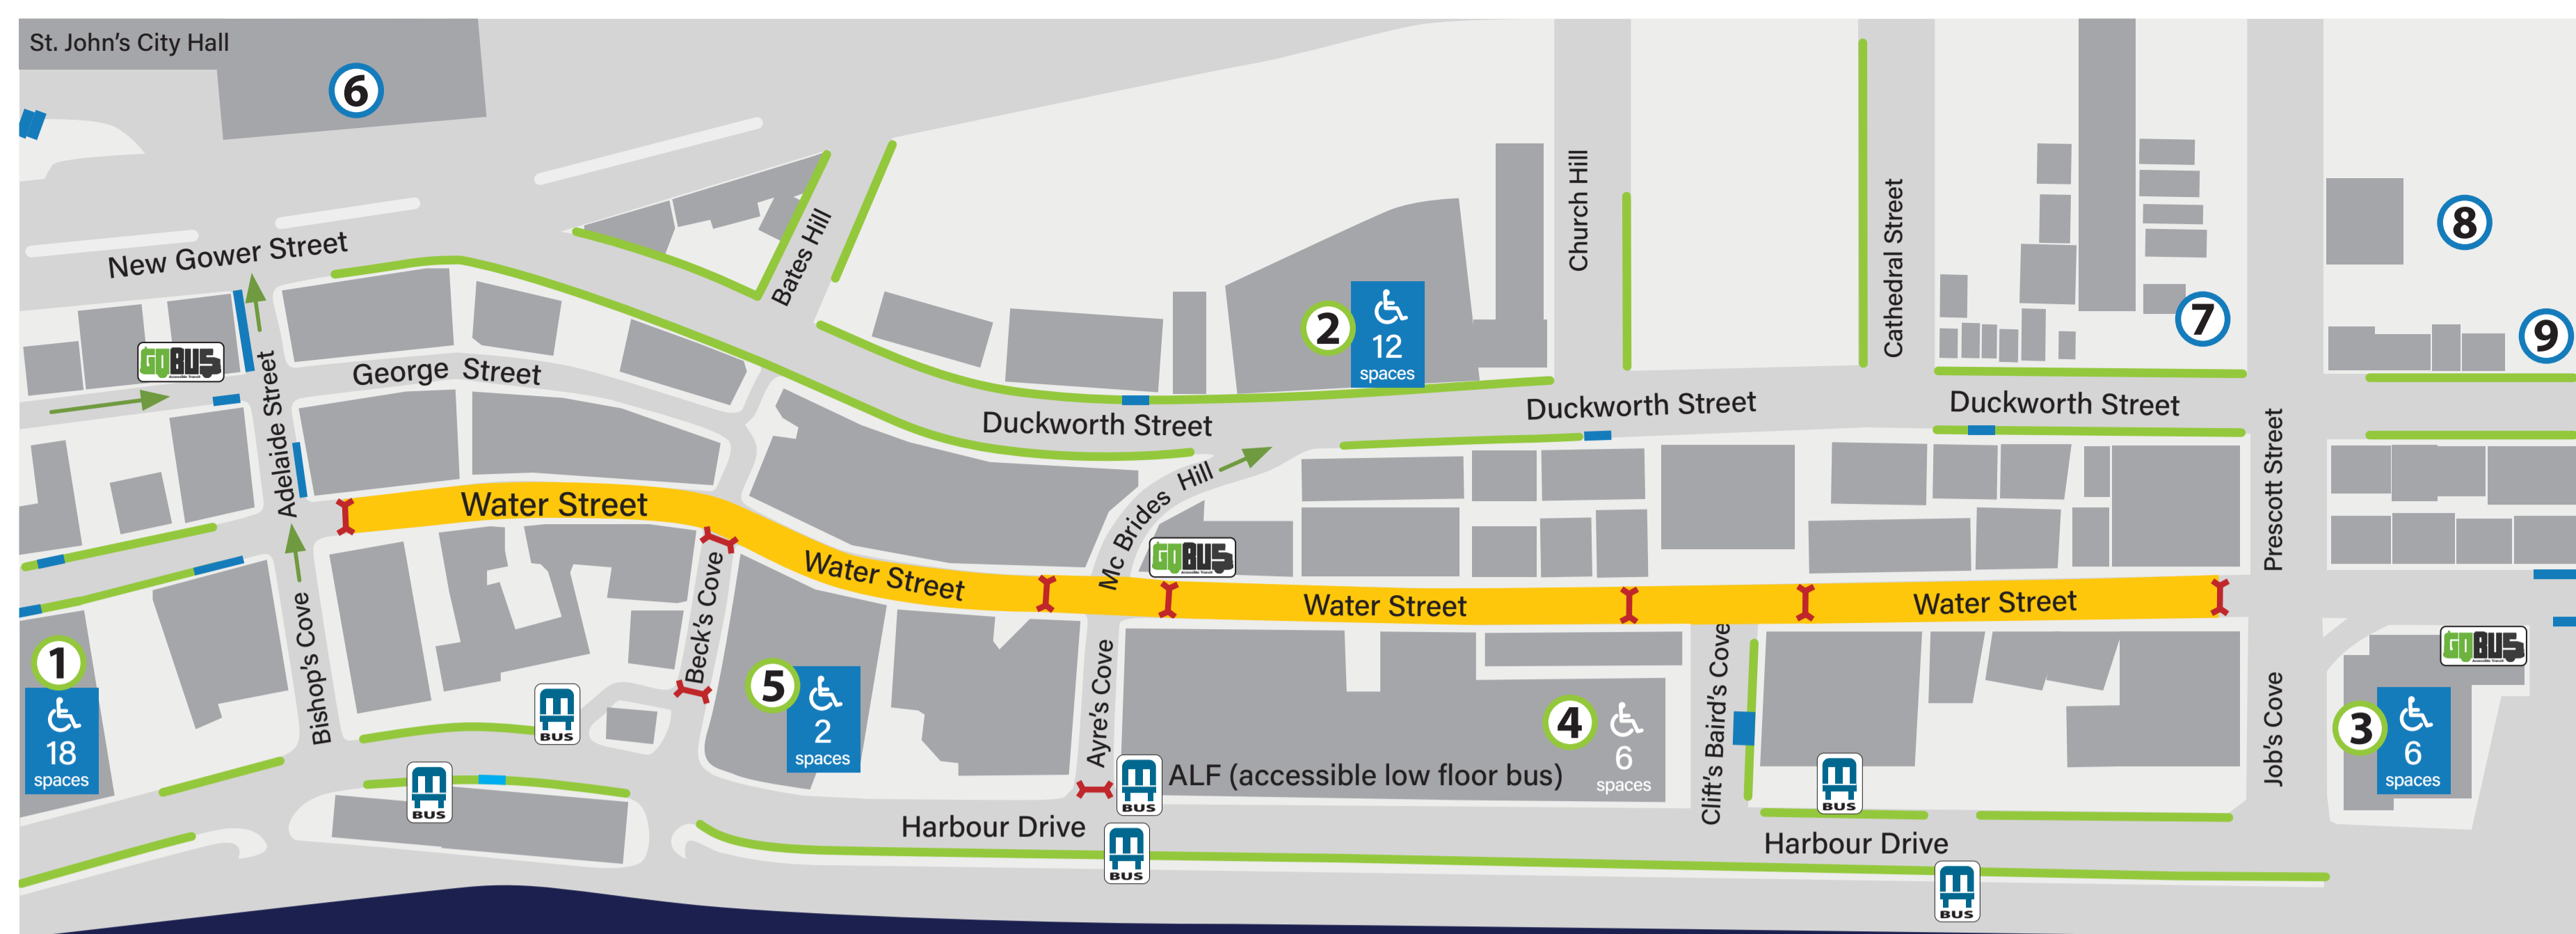 St. John's City Hall
6
8
7
9
New Gower Street
Bates Hill
Church Hill
Cathedral Street
2
12
spaces
GOBUS
George Street
Adelaide Street
Duckworth Street
Duckworth Street
Duckworth Street
Prescott Street
Mc Brides Hill
GOBUS
Water Street
Water Street
Water Street
Water Street
Bishop's Cove
Beck's Cove
Ayre's Cove
Clift's Baird's Cove
Job's Cove
GOBUS
1
18
spaces
5
2
spaces
4
6
spaces
3
6
spaces
BUS
BUS
BUS
ALF (accessible low floor bus)
BUS
Harbour Drive
BUS
Harbour Drive
BUS